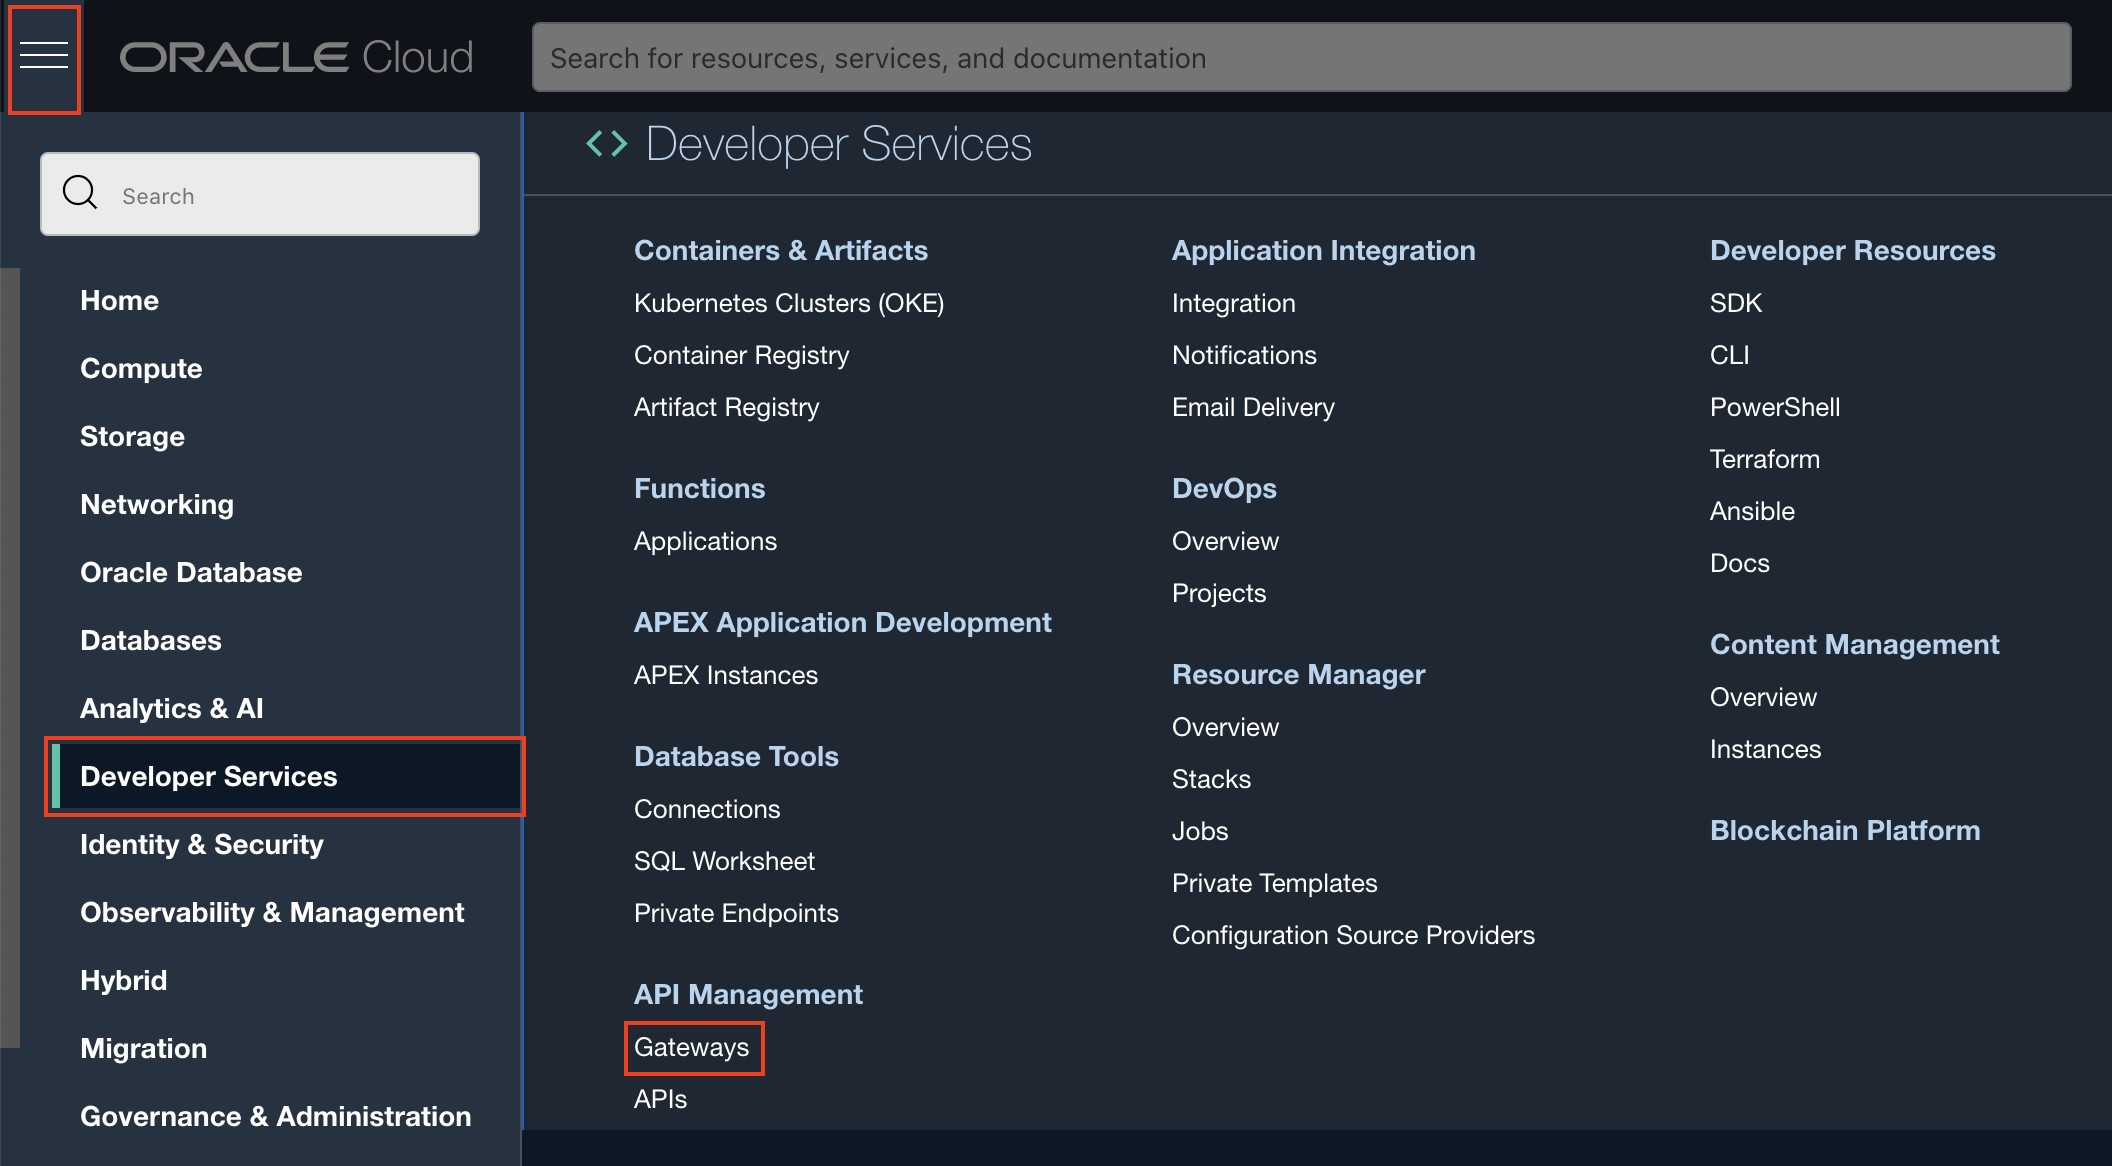 ORACLE Cloud
Search for resources, services, and documentation
Search
Home
Compute
Storage
Networking
Oracle Database
Databases
Analytics & AI
Developer Services
Identity & Security
Observability & Management
Hybrid
Migration
Governance & Administration
Developer Services
Containers & Artifacts
Kubernetes Clusters (OKE)
Container Registry
Artifact Registry
Functions
Applications
APEX Application Development
APEX Instances
Database Tools
Connections
SQL Worksheet
Private Endpoints
API Management
Gateways
APIs
Application Integration
Integration
Notifications
Email Delivery
DevOps
Overview
Projects
Resource Manager
Overview
Stacks
Jobs
Private Templates
Configuration Source Providers
Developer Resources
SDK
CLI
PowerShell
Terraform
Ansible
Docs
Content Management
Overview
Instances
Blockchain Platform